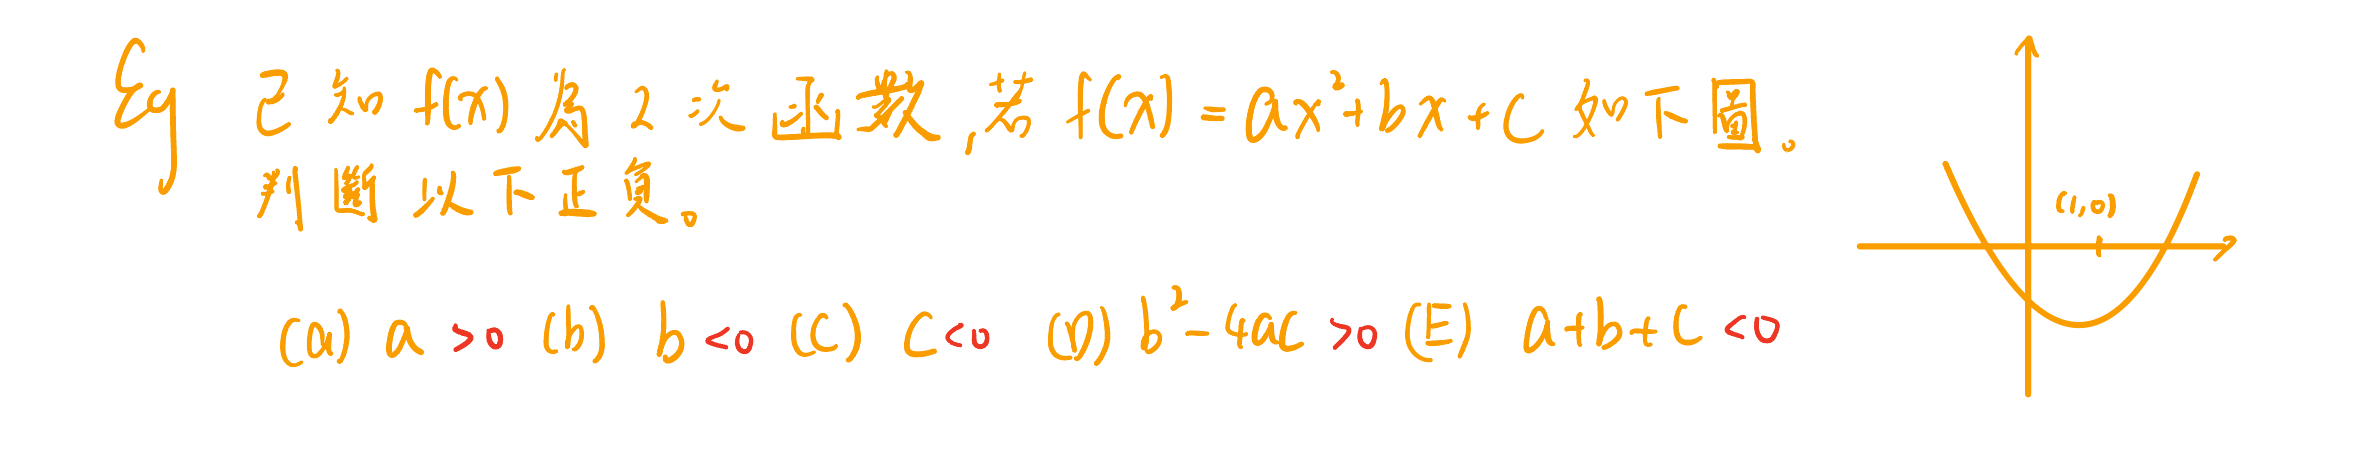 Eg 已知 f(x) 為 2 次函數, 若 f(x) = ax²+bx+c 如下圖。
判斷以下正負。
(1,0)
(a) a >0 (b) b <0 (C) c <0 (D) b²-4ac >0 (E) a+b+c <0